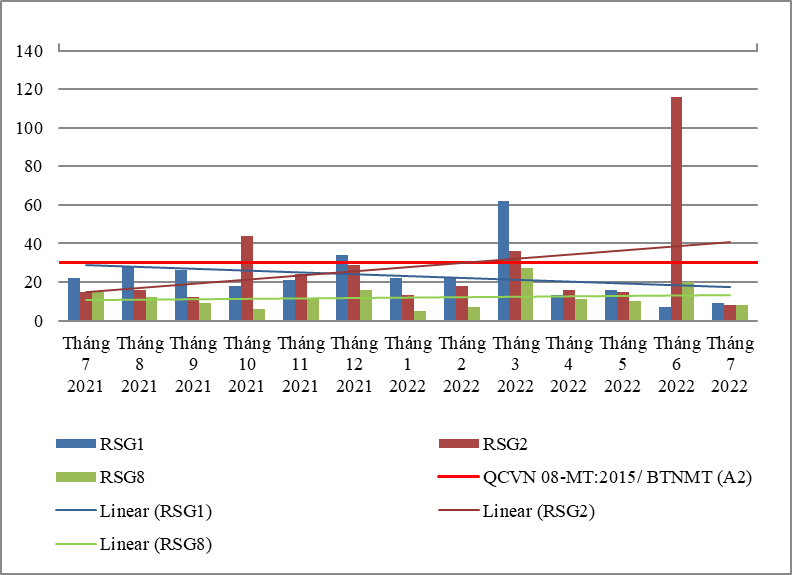 140
120
100
80
60
40
20
0
Tháng Tháng Tháng Tháng Tháng Tháng Tháng Tháng Tháng Tháng Tháng Tháng Tháng
7 8 9 10 11 12 1 2 3 4 5 6 7
2021 2021 2021 2021 2021 2021 2022 2022 2022 2022 2022 2022 2022
RSG1 RSG2
RSG8 QCVN 08-MT:2015/ BTNMT (A2)
Linear (RSG1) Linear (RSG2)
Linear (RSG8)